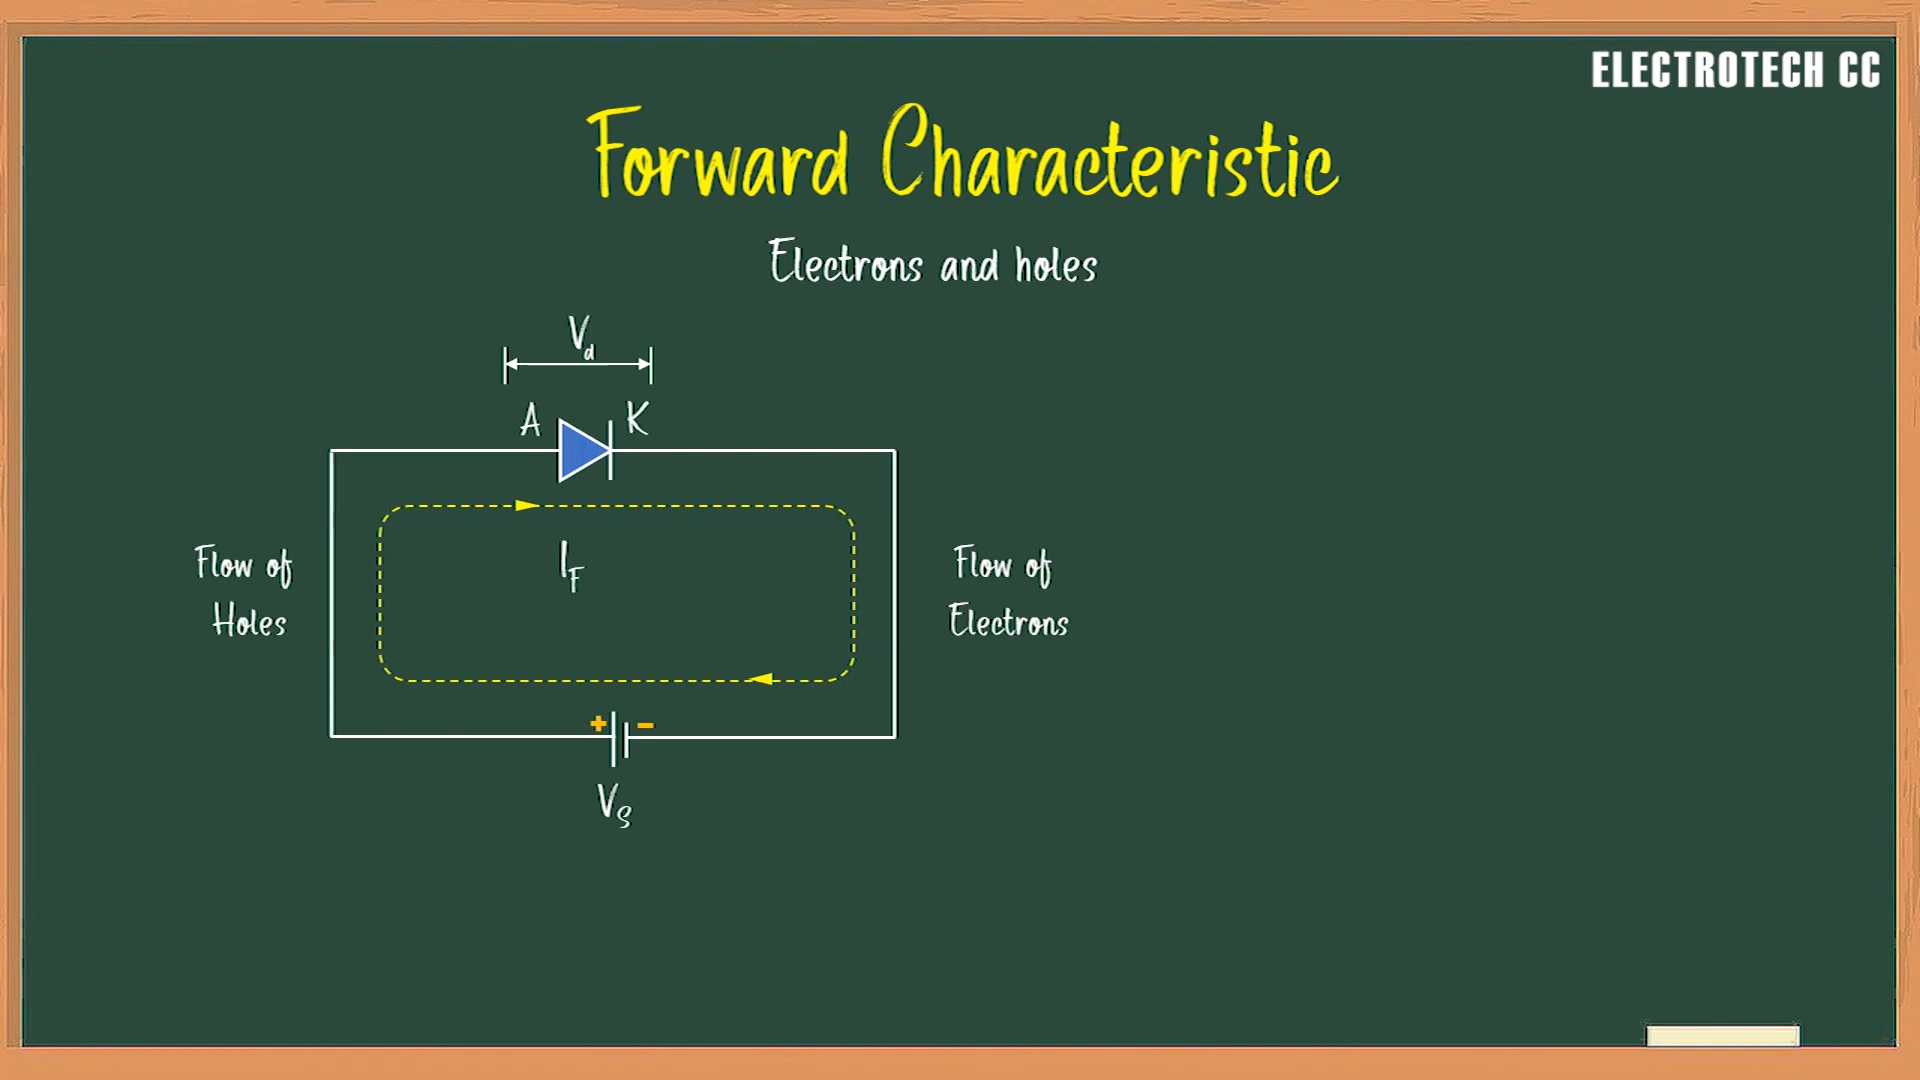 ELECTROTECH CC
Forward Characteristic
Electrons and holes
Vd
A K
Flow of
Holes
IF
Flow of
Electrons
+ -
VS